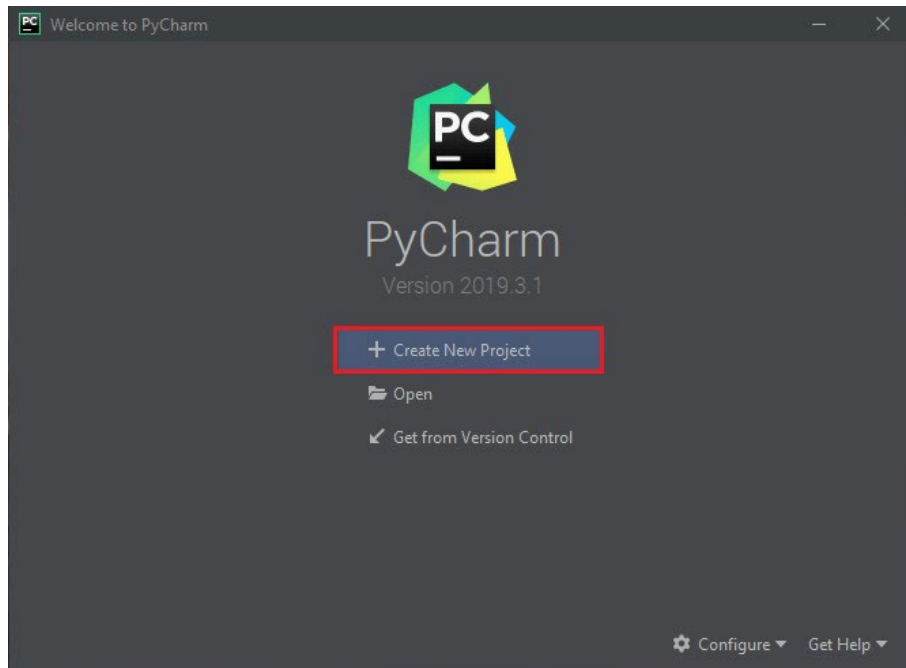 PC Welcome to PyCharm
PC
PyCharm
Version 2019.3.1
Create New Project
Open
Get from Version Control
Configure Get Help